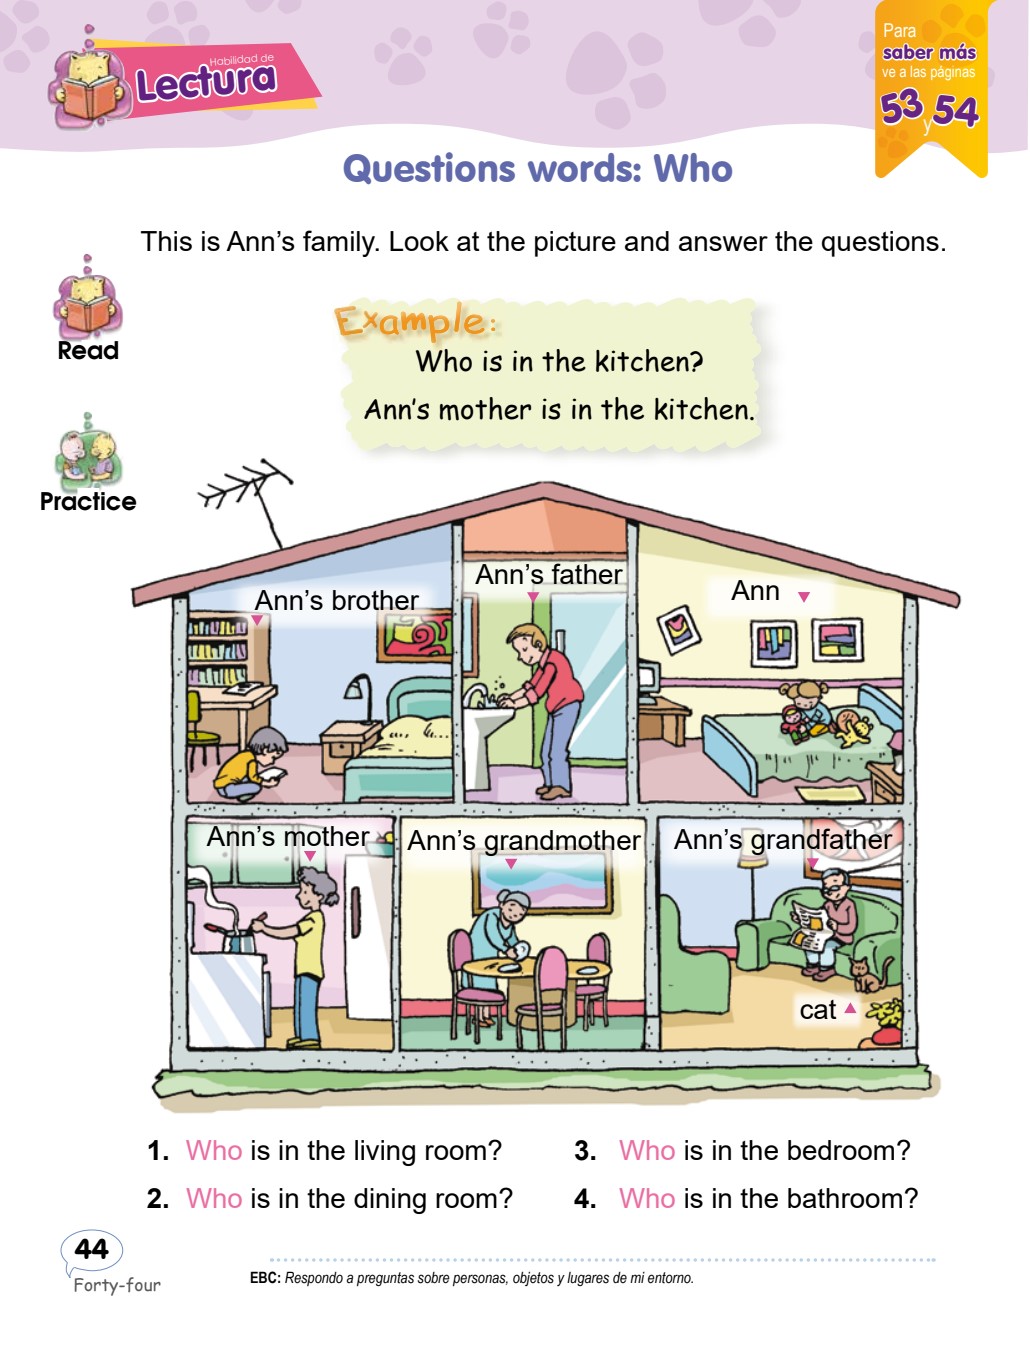 Habilidad de
Lectura
Para
saber más
ve a las páginas
53 y 54
Questions words: Who
This is Ann's family. Look at the picture and answer the questions.
Read
Example:
Who is in the kitchen?
Ann's mother is in the kitchen.
Practice
Ann's brother
Ann's father
Ann
Ann's mother
Ann's grandmother
Ann's grandfather
cat
1. Who is in the living room?
2. Who is in the dining room?
3. Who is in the bedroom?
4. Who is in the bathroom?
44
Forty-four
EBC: Respondo a preguntas sobre personas, objetos y lugares de mi entorno.